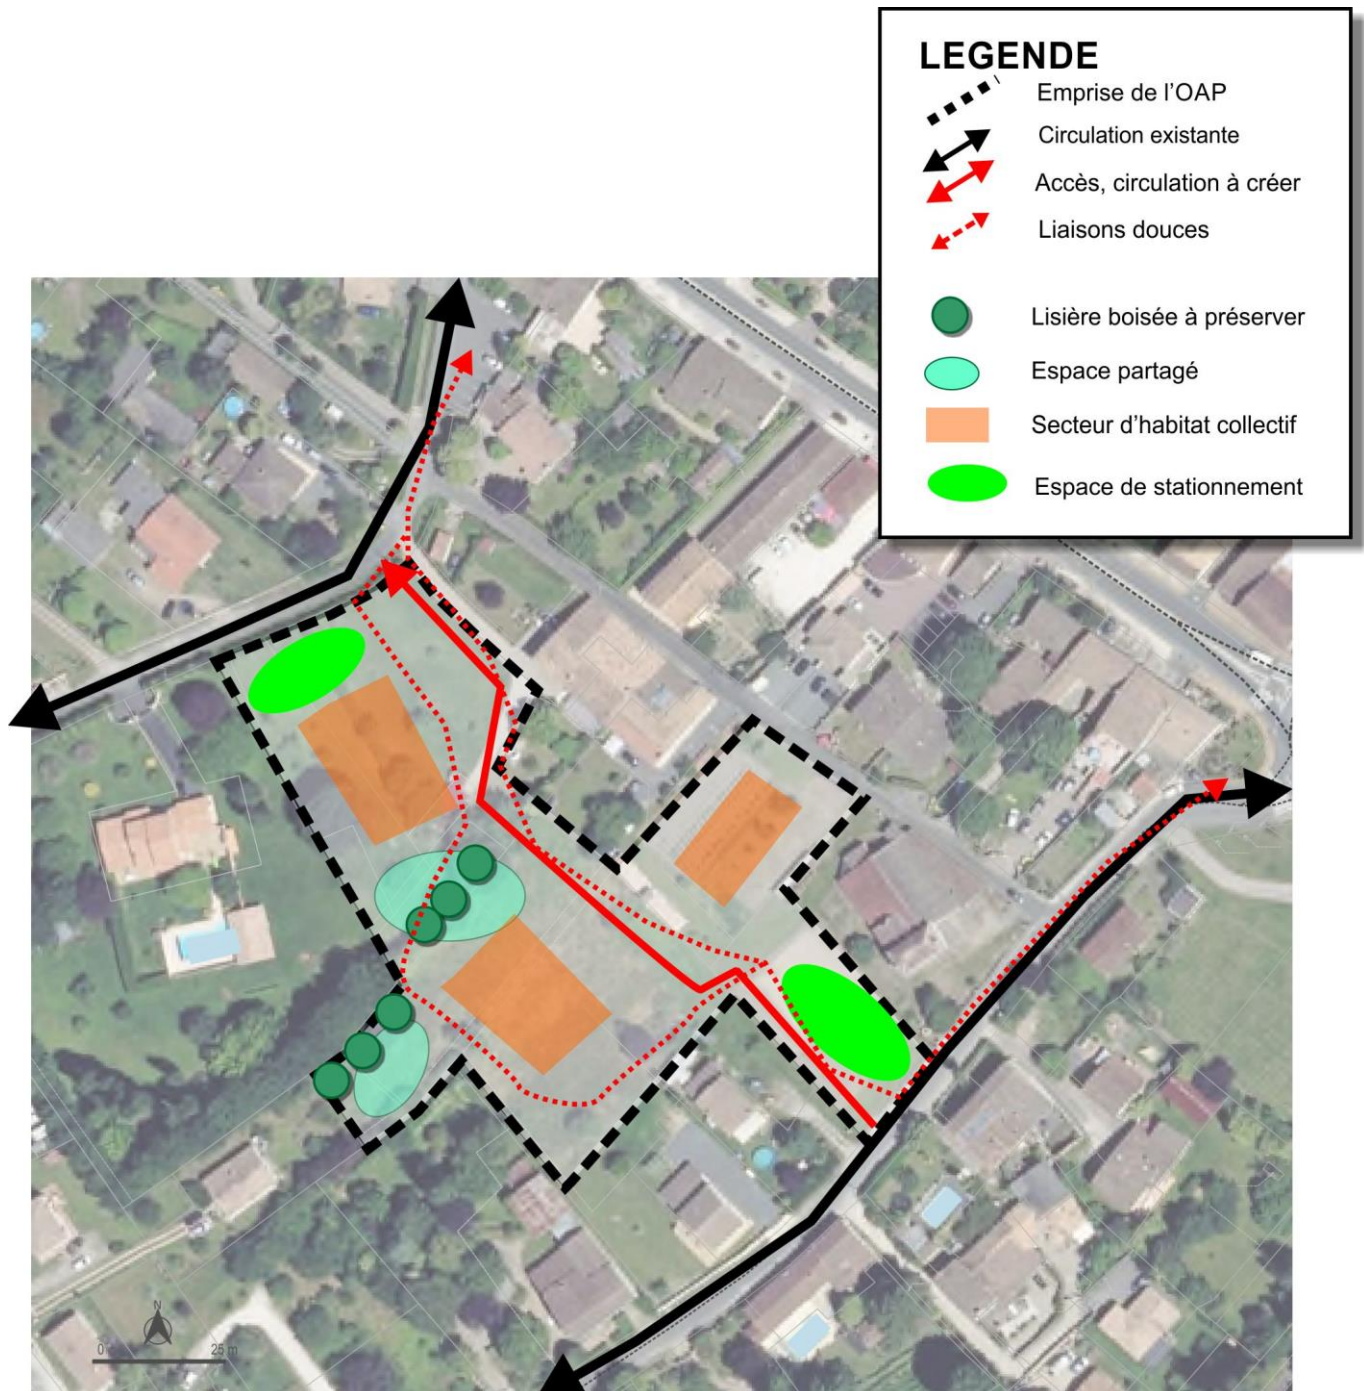 LEGENDE
Emprise de l'OAP
Circulation existante
Accès, circulation à créer
Liaisons douces
Lisière boisée à préserver
Espace partagé
Secteur d'habitat collectif
Espace de stationnement
N
0
25 m